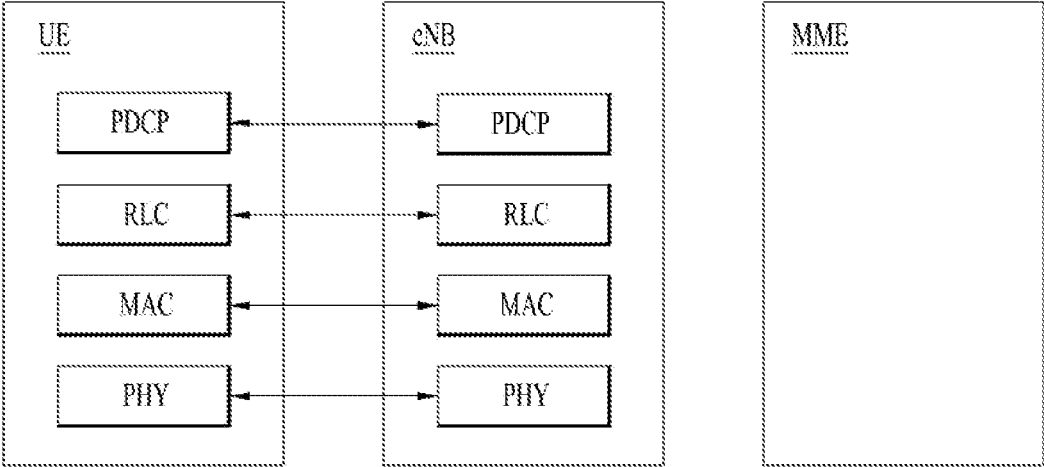 UE eNB MME
PDCP PDCP
RLC RLC
MAC MAC
PHY PHY